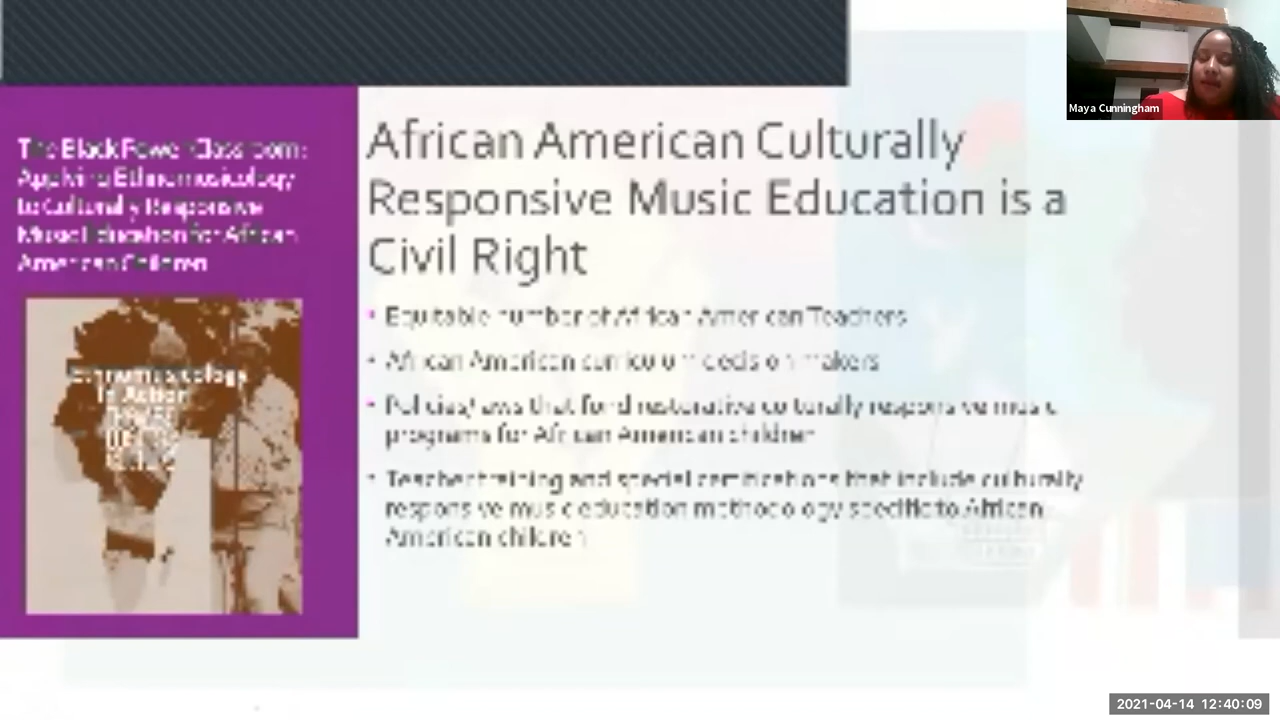 The Black Power Classroom:
Applying Ethnomusicology
to Culturally Responsive
Music Education for African
American Children
Ethnomusicology
In Action
African American Culturally
Responsive Music Education is a
Civil Right
• Equitable number of African American Teachers
• African American curriculum decision makers
• Policies/laws that fund restorative culturally responsive music
programs for African American children
• Teacher training and special certifications that include culturally
responsive music education methodology specific to African
American children
Maya Cunningham
2021-04-14 12:40:09